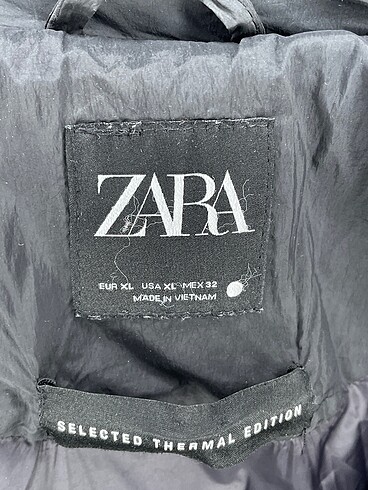 ZARA
EUR XL USA XL MEX 32
MADE IN VIETNAM
SELECTED THERMAL EDITION